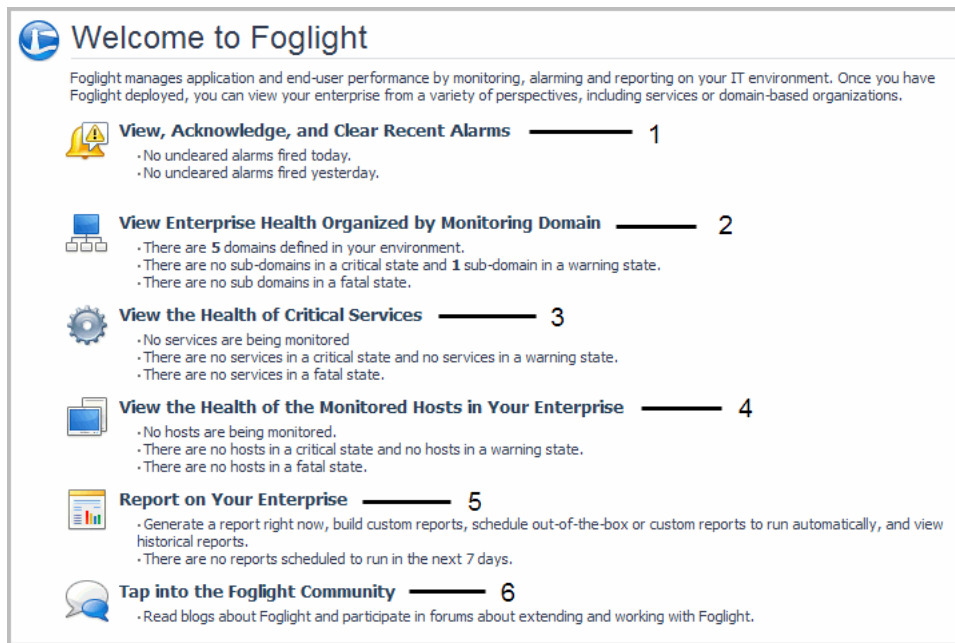 Welcome to Foglight
Foglight manages application and end-user performance by monitoring, alarming and reporting on your IT environment. Once you have
Foglight deployed, you can view your enterprise from a variety of perspectives, including services or domain-based organizations.
View, Acknowledge, and Clear Recent Alarms 1
· No uncleared alarms fired today.
· No uncleared alarms fired yesterday.
View Enterprise Health Organized by Monitoring Domain 2
· There are 5 domains defined in your environment.
· There are no sub-domains in a critical state and 1 sub-domain in a warning state.
· There are no sub domains in a fatal state.
View the Health of Critical Services 3
· No services are being monitored
· There are no services in a critical state and no services in a warning state.
· There are no services in a fatal state.
View the Health of the Monitored Hosts in Your Enterprise 4
· No hosts are being monitored.
· There are no hosts in a critical state and no hosts in a warning state.
· There are no hosts in a fatal state.
Report on Your Enterprise 5
· Generate a report right now, build custom reports, schedule out-of-the-box or custom reports to run automatically, and view
historical reports.
· There are no reports scheduled to run in the next 7 days.
Tap into the Foglight Community 6
· Read blogs about Foglight and participate in forums about extending and working with Foglight.